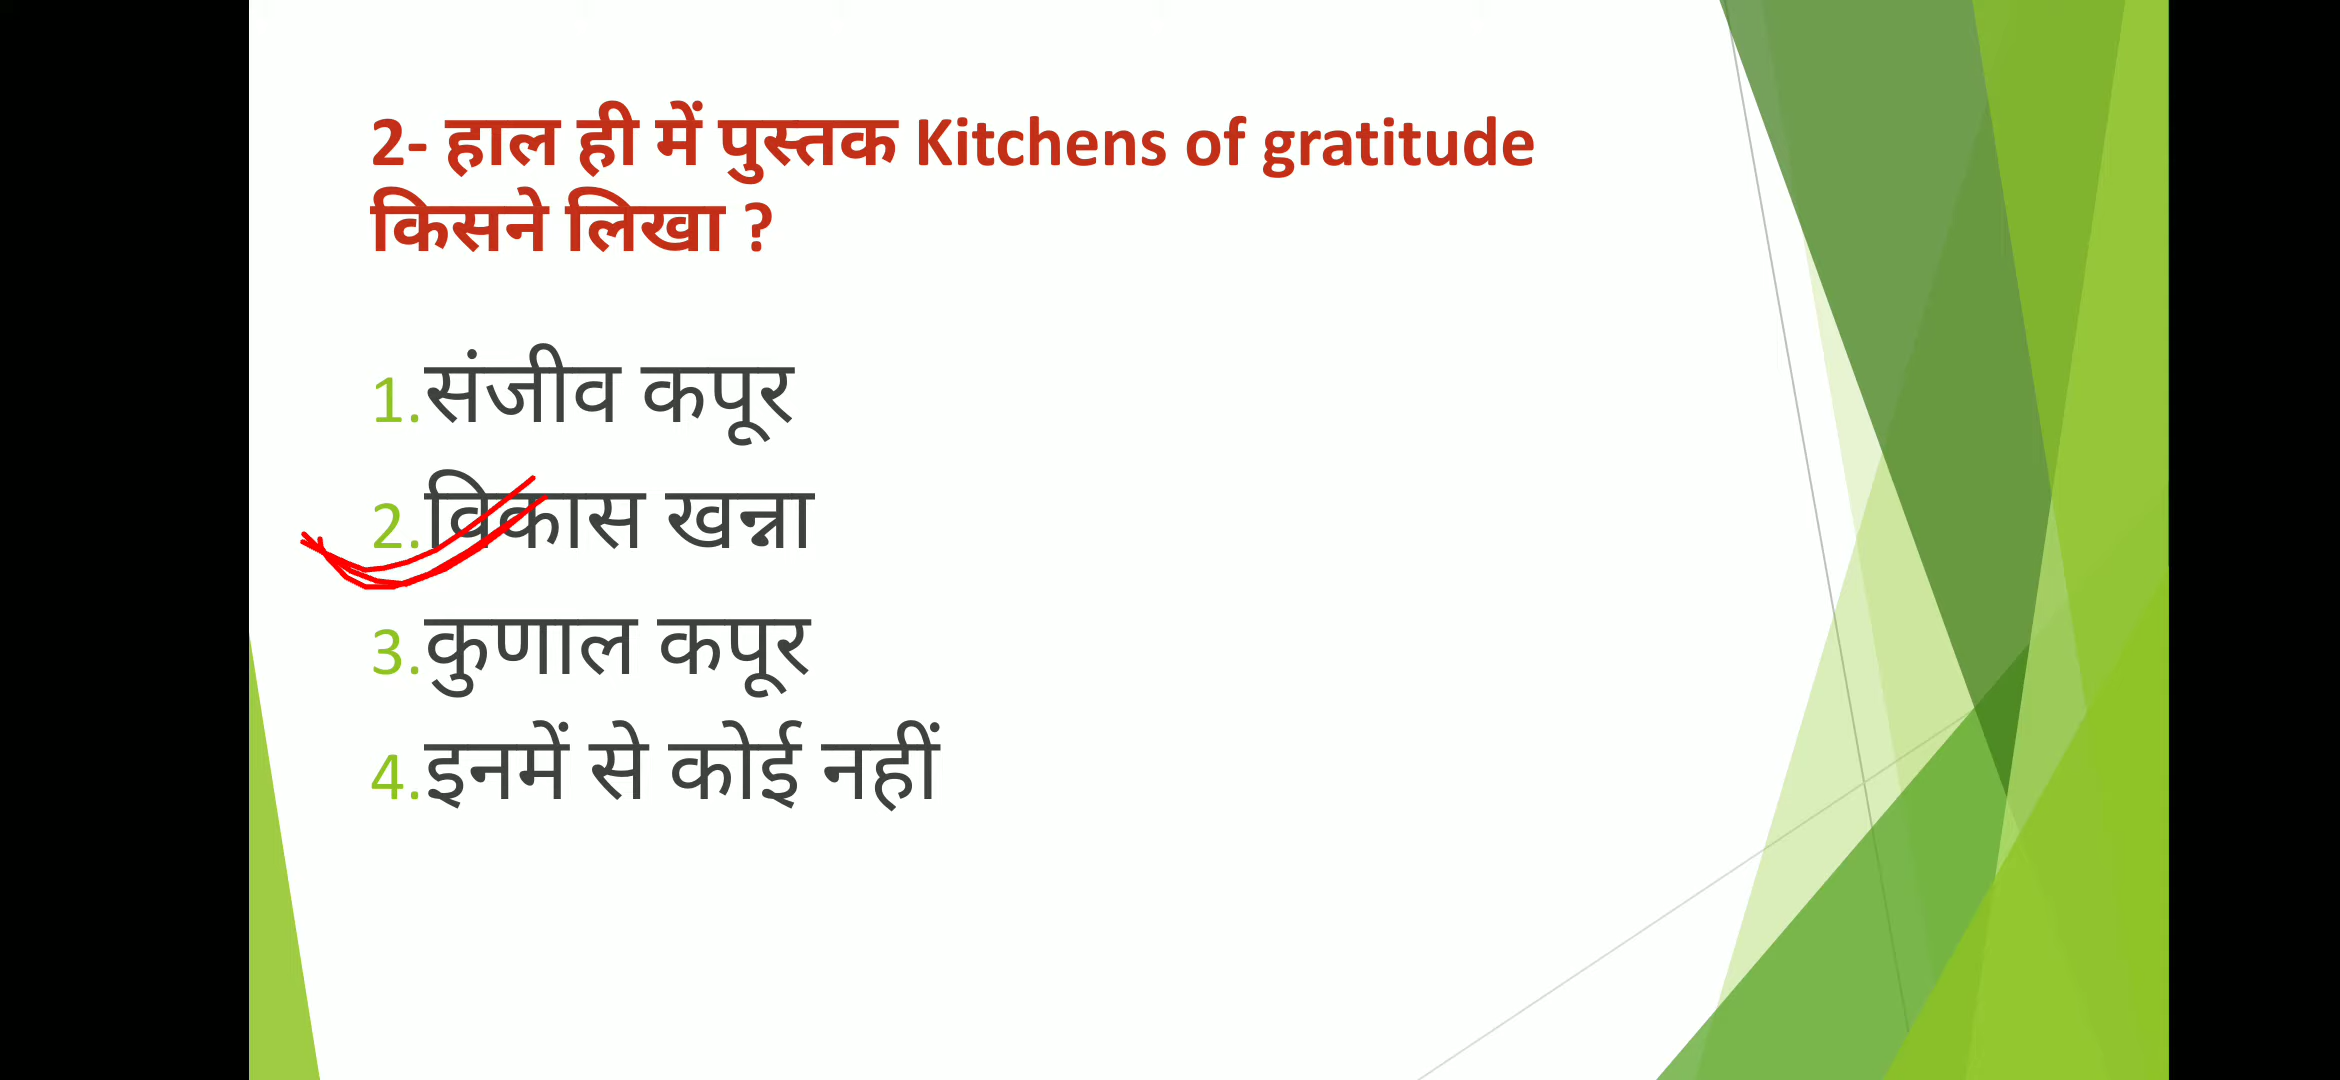 2- हाल ही में पुस्तक Kitchens of gratitude
किसने लिखा ?
1.संजीव कपूर
2.विकास खन्ना
3.कुणाल कपूर
4.इनमें से कोई नहीं